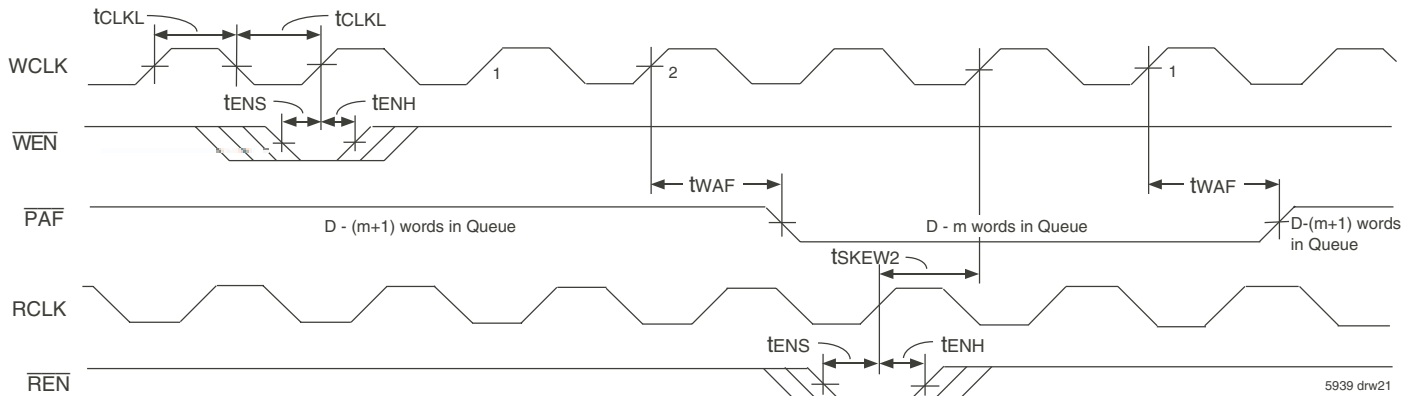 tCLKL tCLKL
WCLK 1 2 1
tENS tENH
WEN
tWAF tWAF
PAF D - (m+1) words in Queue D - m words in Queue D-(m+1) words
in Queue
tSKEW2
RCLK
tENS tENH
REN
5939 drw21